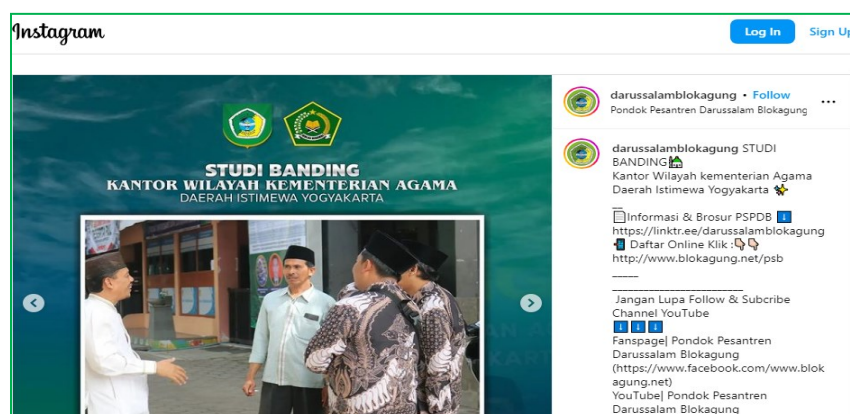 Instagram
Log In
Sign Up
STUDI BANDING
KANTOR WILAYAH KEMENTERIAN AGAMA
DAERAH ISTIMEWA YOGYAKARTA
darussalamblokagung • Follow
Pondok Pesantren Darussalam Blokagung
darussalamblokagung STUDI
BANDING
Kantor Wilayah kementerian Agama
Daerah Istimewa Yogyakarta
__
Informasi & Brosur PSPDB
https://linktr.ee/darussalamblokagung
Daftar Online Klik :
http://www.blokagung.net/psb
_____
_________________________
Jangan Lupa Follow & Subcribe
Channel YouTube
Fanspage| Pondok Pesantren
Darussalam Blokagung
(https://www.facebook.com/www.blok
agung.net)
YouTube| Pondok Pesantren
Darussalam Blokagung